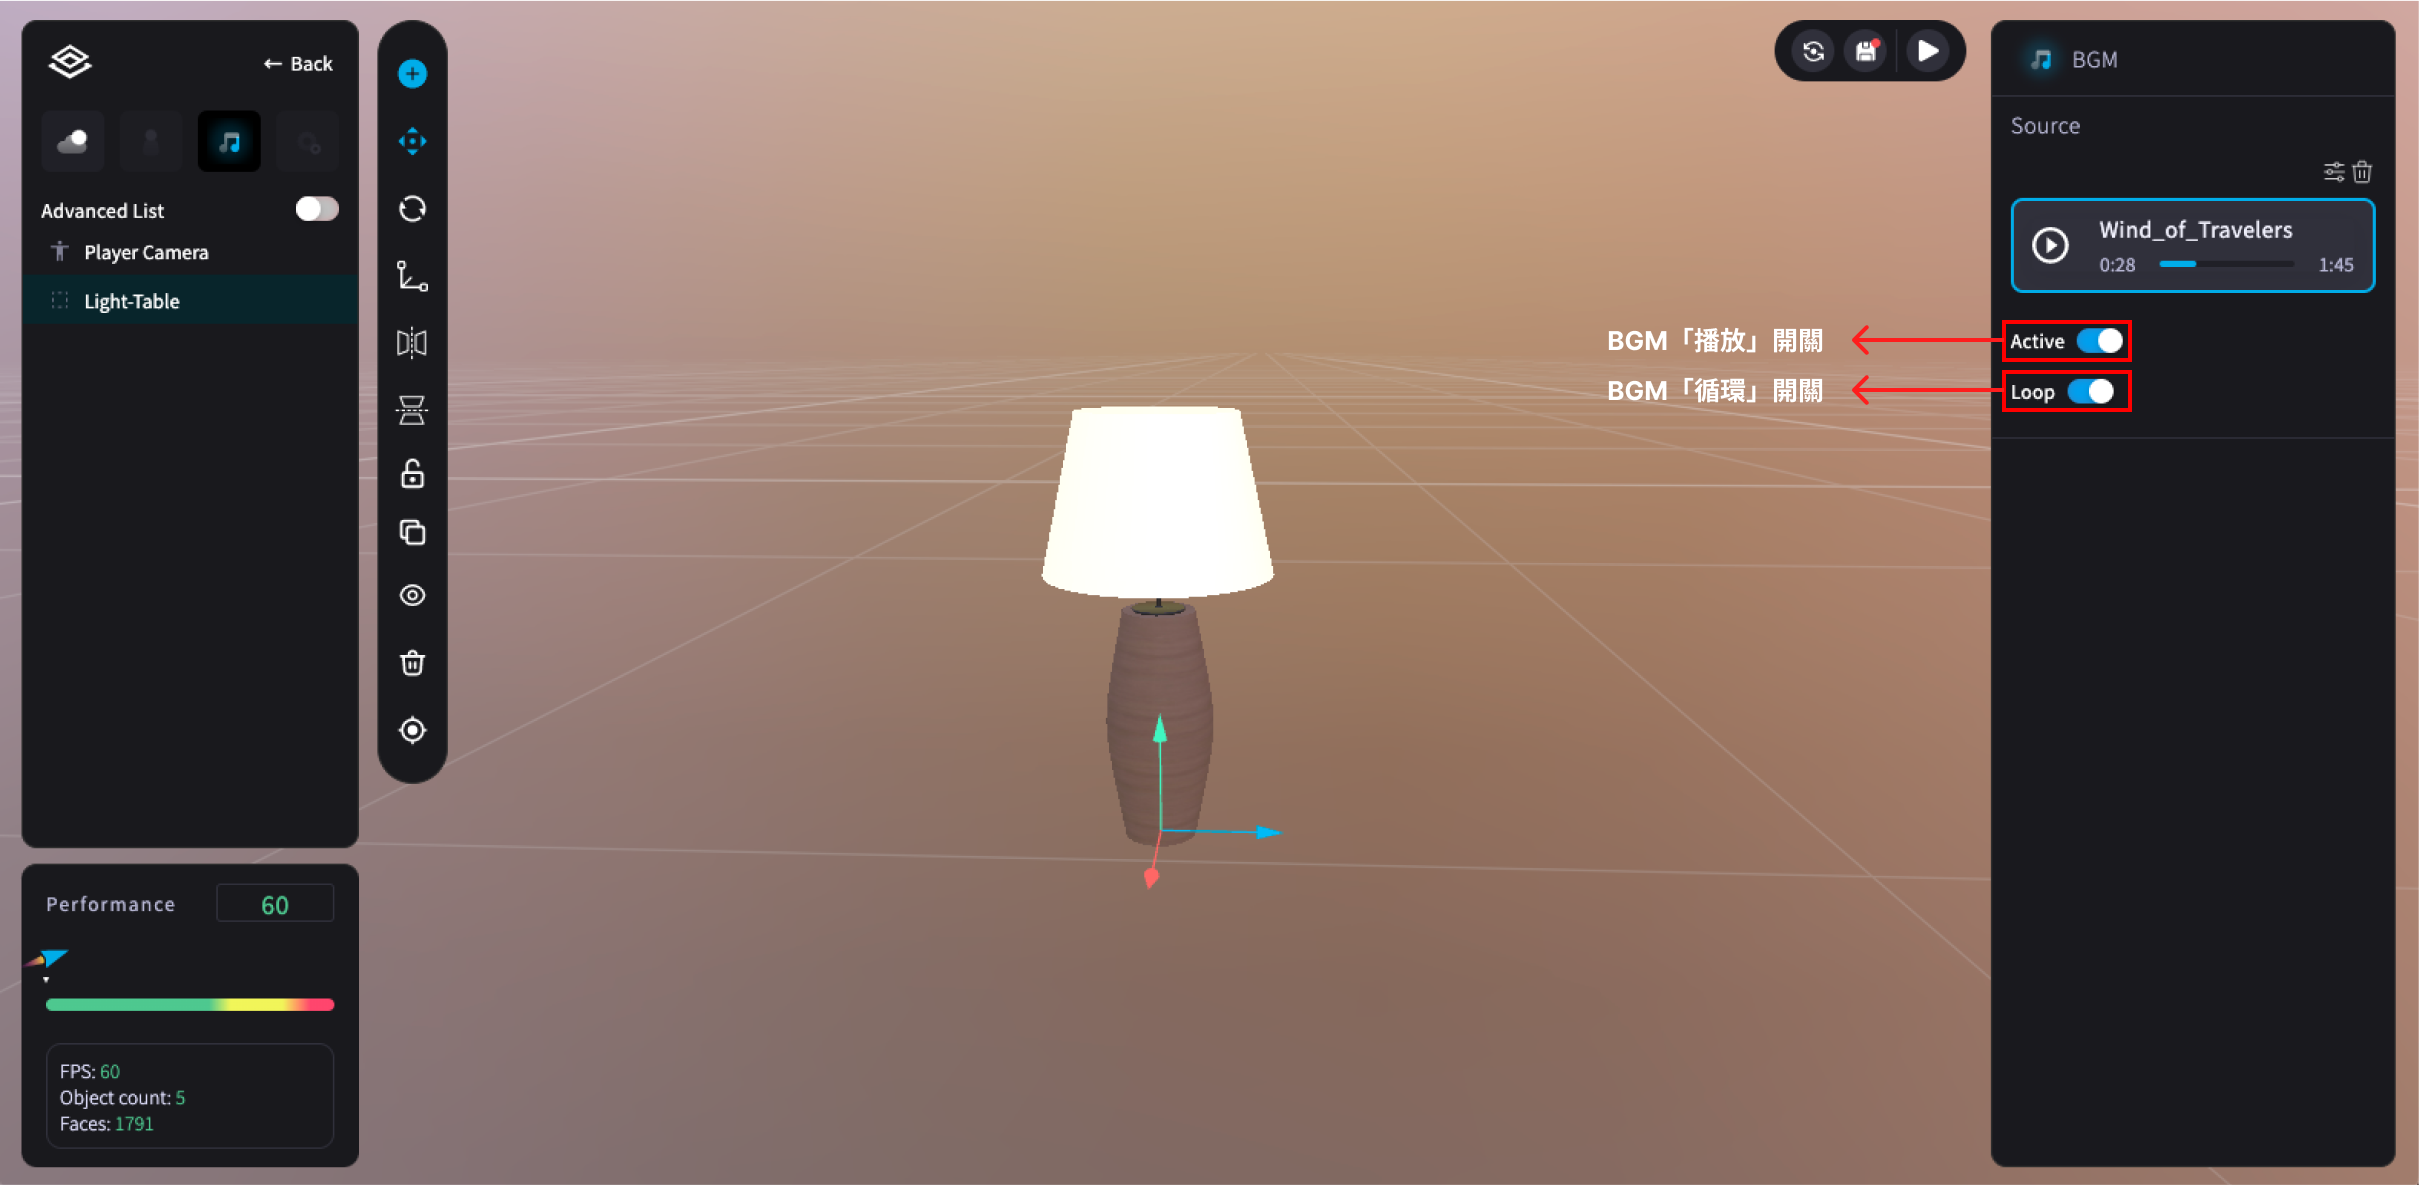 ← Back
Advanced List
Player Camera
Light-Table
Performance 60
FPS: 60
Object count: 5
Faces: 1791
BGM「播放」開關
BGM「循環」開關
BGM
Source
Wind_of_Travelers
0:28 1:45
Active
Loop